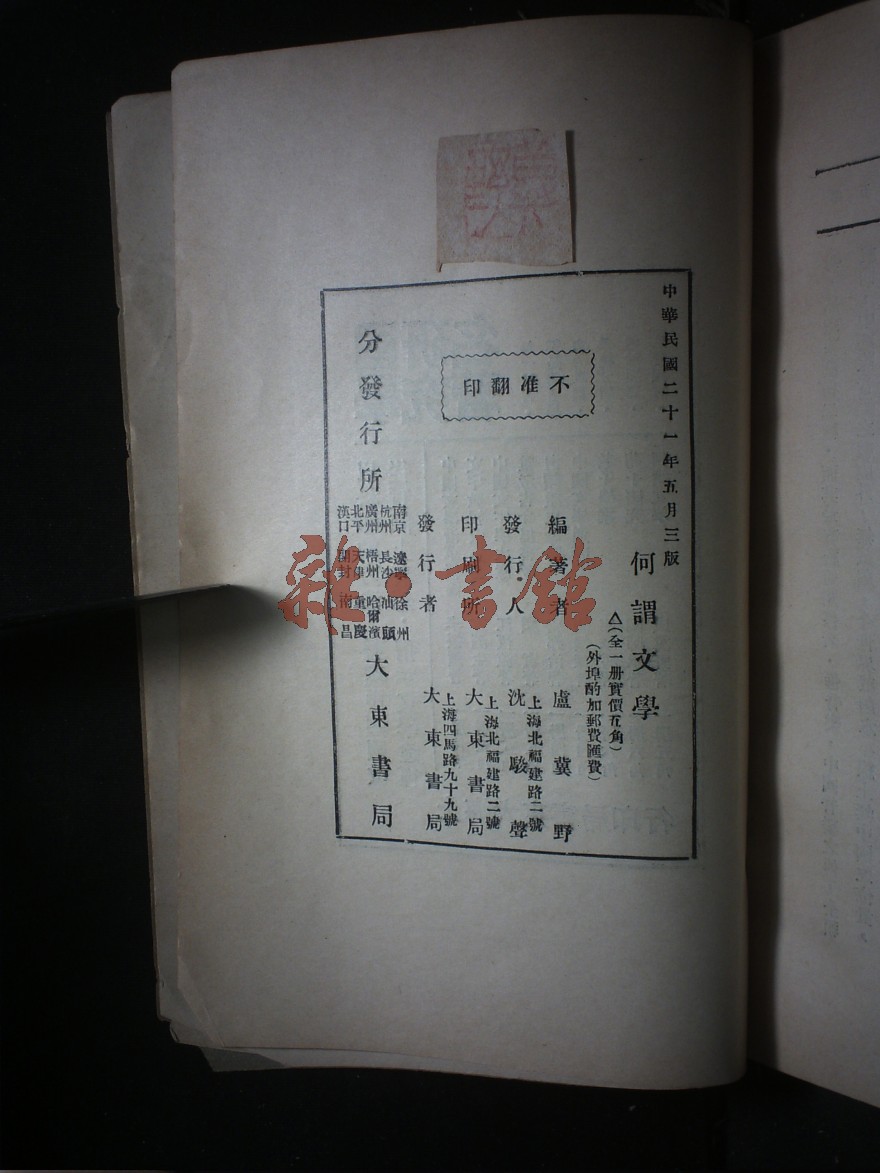 中華民國二十一年五月三版
何謂文學
△(全一册實價五角)
(外埠酌加郵費匯費)
不准翻印
編著者 盧冀野
發行人 上海北福建路二號 沈駿聲
印刷所 上海北福建路二號 大東書局
發行者 上海四馬路九十九號 大東書局
分發行所
南京 遼寧 徐州
杭州 長沙 汕頭
廣州 梧州 哈爾濱
北平 天津 重慶
漢口 開封 南昌
大東書局
雜·書館